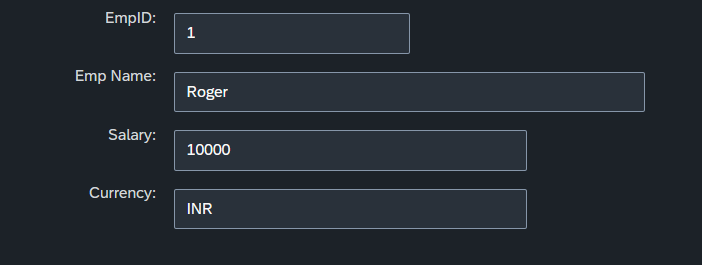 EmpID:
1
Emp Name:
Roger
Salary:
10000
Currency:
INR